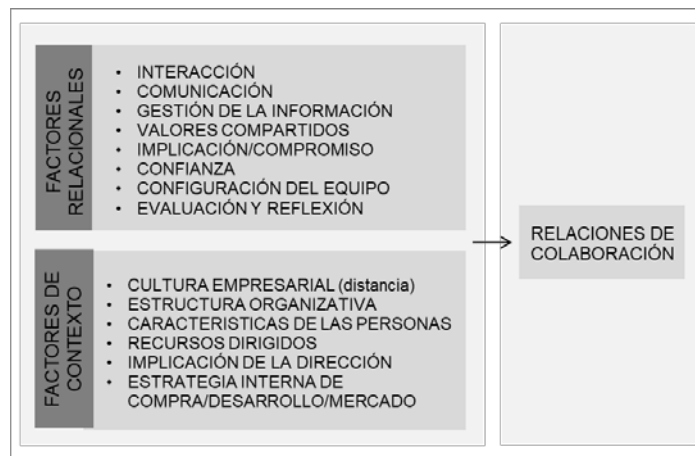 FACTORES
RELACIONALES
• INTERACCIÓN
• COMUNICACIÓN
• GESTIÓN DE LA INFORMACIÓN
• VALORES COMPARTIDOS
• IMPLICACIÓN/COMPROMISO
• CONFIANZA
• CONFIGURACIÓN DEL EQUIPO
• EVALUACIÓN Y REFLEXIÓN
FACTORES DE
CONTEXTO
• CULTURA EMPRESARIAL (distancia)
• ESTRUCTURA ORGANIZATIVA
• CARACTERISTICAS DE LAS PERSONAS
• RECURSOS DIRIGIDOS
• IMPLICACIÓN DE LA DIRECCIÓN
• ESTRATEGIA INTERNA DE
COMPRA/DESARROLLO/MERCADO
RELACIONES DE
COLABORACIÓN